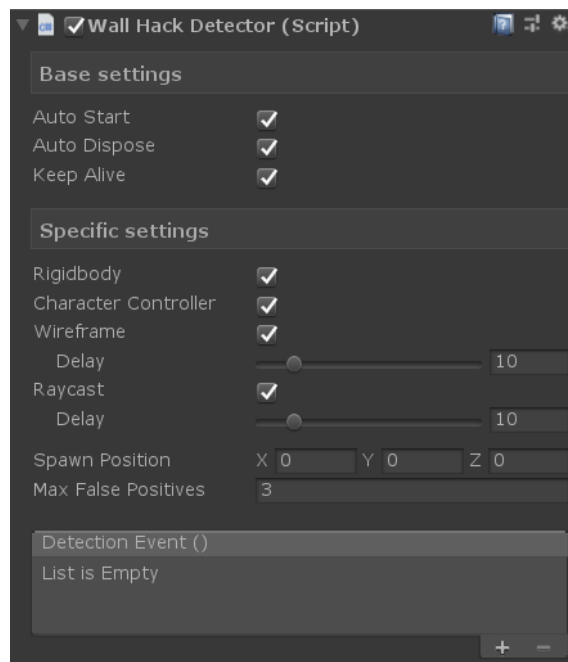 Wall Hack Detector (Script)
Base settings
Auto Start
Auto Dispose
Keep Alive
Specific settings
Rigidbody
Character Controller
Wireframe
Delay 10
Raycast
Delay 10
Spawn Position X 0 Y 0 Z 0
Max False Positives 3
Detection Event ()
List is Empty
+ −